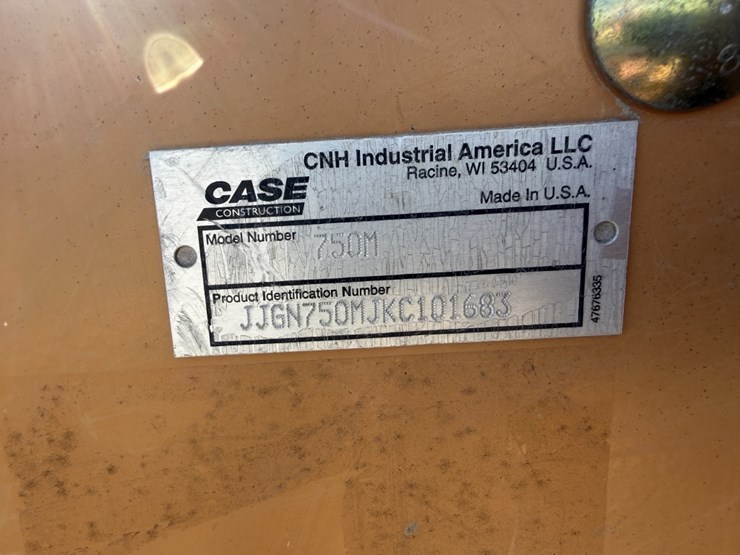 CNH Industrial America LLC
Racine, WI 53404 U.S.A.
CASE
CONSTRUCTION
Made In U.S.A.
Model Number
750M
Product Identification Number
JJGN750MJKC101683
47676335
8